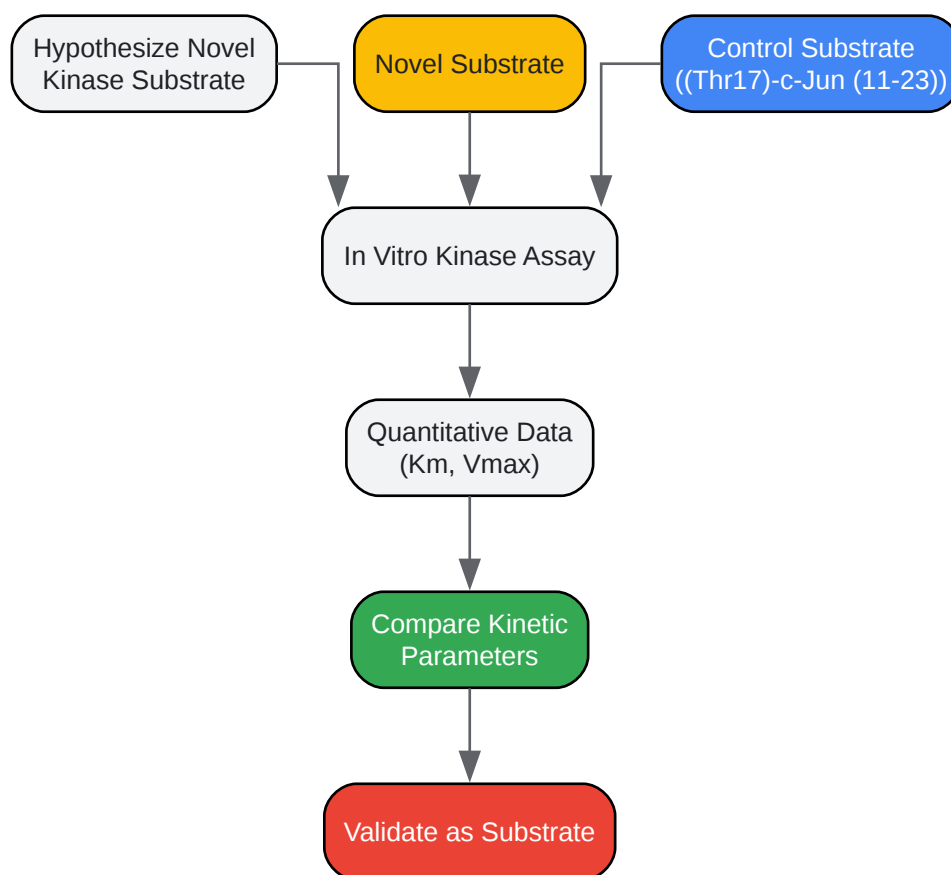 Hypothesize Novel
Kinase Substrate
Novel Substrate
Control Substrate
((Thr17)-c-Jun (11-23))
In Vitro Kinase Assay
Quantitative Data
(Km, Vmax)
Compare Kinetic
Parameters
Validate as Substrate